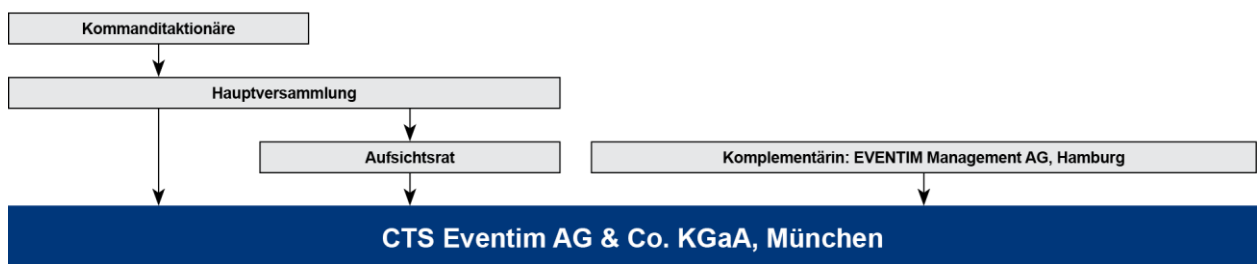 Kommanditaktionäre
Hauptversammlung
Aufsichtsrat
Komplementärin: EVENTIM Management AG, Hamburg
CTS Eventim AG & Co. KGaA, München